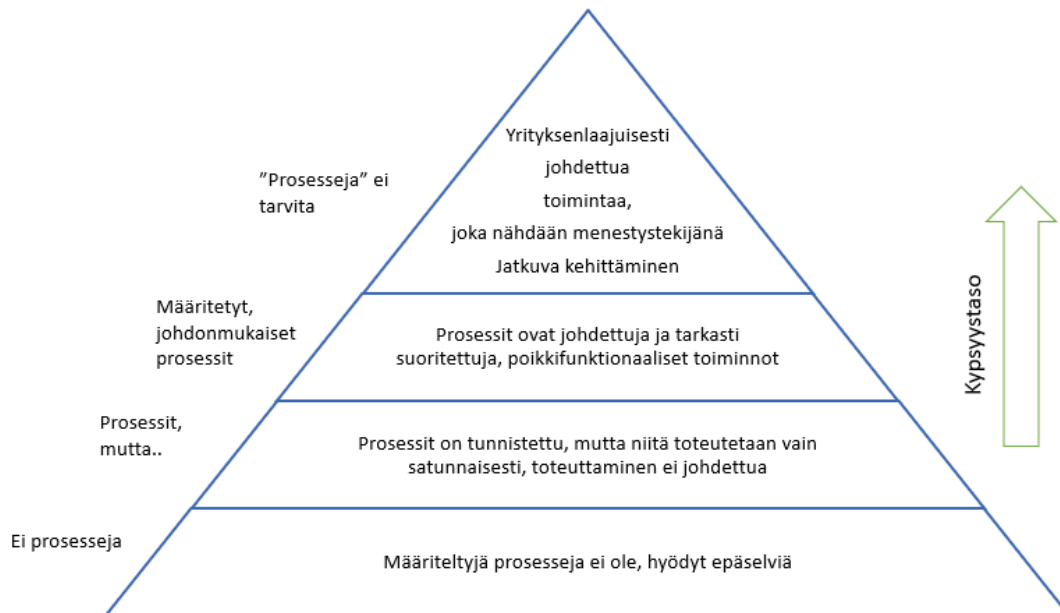 Yrityksenlaajuisesti
johdettua
toimintaa,
joka nähdään menestystekijänä
Jatkuva kehittäminen
”Prosesseja” ei
tarvita
Määritetyt,
johdonmukaiset
prosessit
Prosessit ovat johdettuja ja tarkasti
suoritettuja, poikkifunktionaaliset toiminnot
Kypsyystaso
Prosessit,
mutta..
Prosessit on tunnistettu, mutta niitä toteutetaan vain
satunnaisesti, toteuttaminen ei johdettua
Ei prosesseja
Määriteltyjä prosesseja ei ole, hyödyt epäselviä